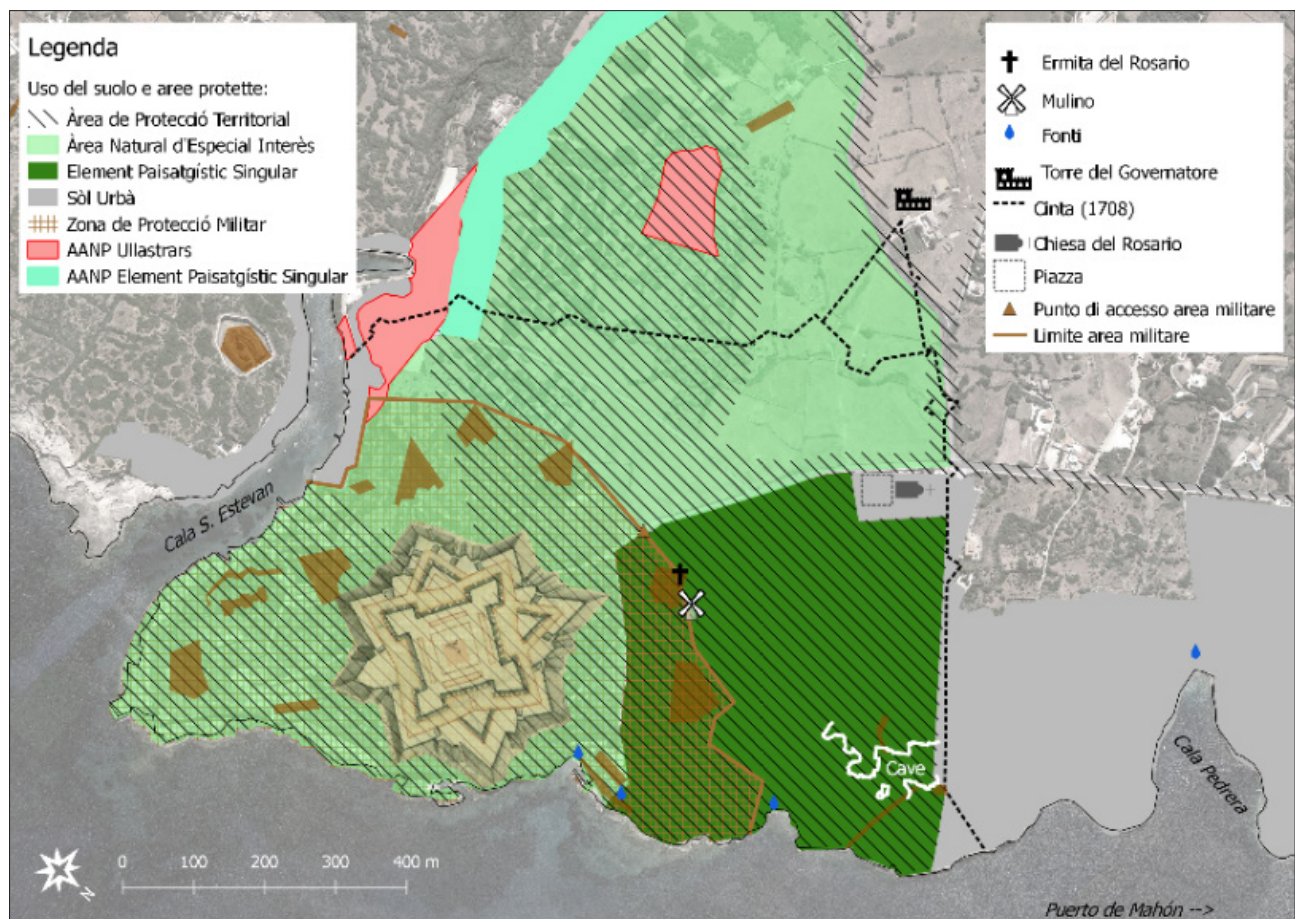 Legenda
Uso del suolo e aree protette:
Àrea de Protecció Territorial
Àrea Natural d'Especial Interès
Element Paisatgístic Singular
Sòl Urbà
Zona de Protecció Militar
AANP Ullastrars
AANP Element Paisatgístic Singular
Ermita del Rosario
Mulino
Fonti
Torre del Governatore
Cinta (1708)
Chiesa del Rosario
Piazza
Punto di accesso area militare
Limite area militare
Cala S. Estevan
Cave
Cala Pedrera
N
0 100 200 300 400 m
Puerto de Mahón -->